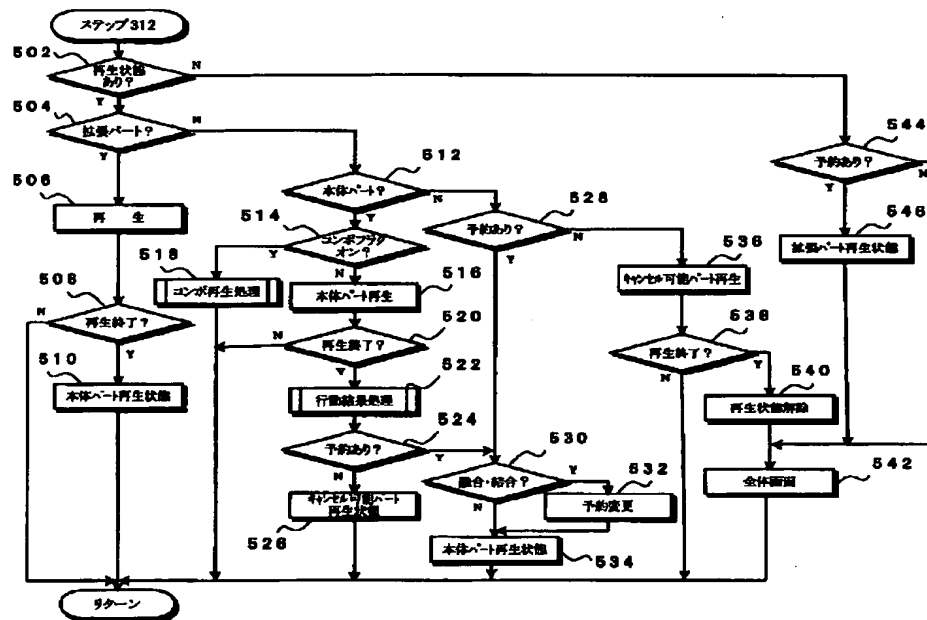 ステップ312
502
再生状態
あり?
N
Y
504
拡張パート?
N
Y
506
再 生
508
再生終了?
N
Y
510
本体パート再生状態
512
本体パート?
N
Y
514
コンボフラグ
オン?
Y
N
518
コンボ再生処理
516
本体パート再生
520
再生終了?
N
Y
522
行動結果処理
524
予約あり?
Y
N
526
キャンセル可能パート
再生状態
528
予約あり?
N
Y
530
融合・結合?
Y
N
532
予約変更
534
本体パート再生状態
536
キャンセル可能パート再生
538
再生終了?
Y
N
540
再生状態解除
542
全体画面
544
予約あり?
N
Y
546
拡張パート再生状態
リターン